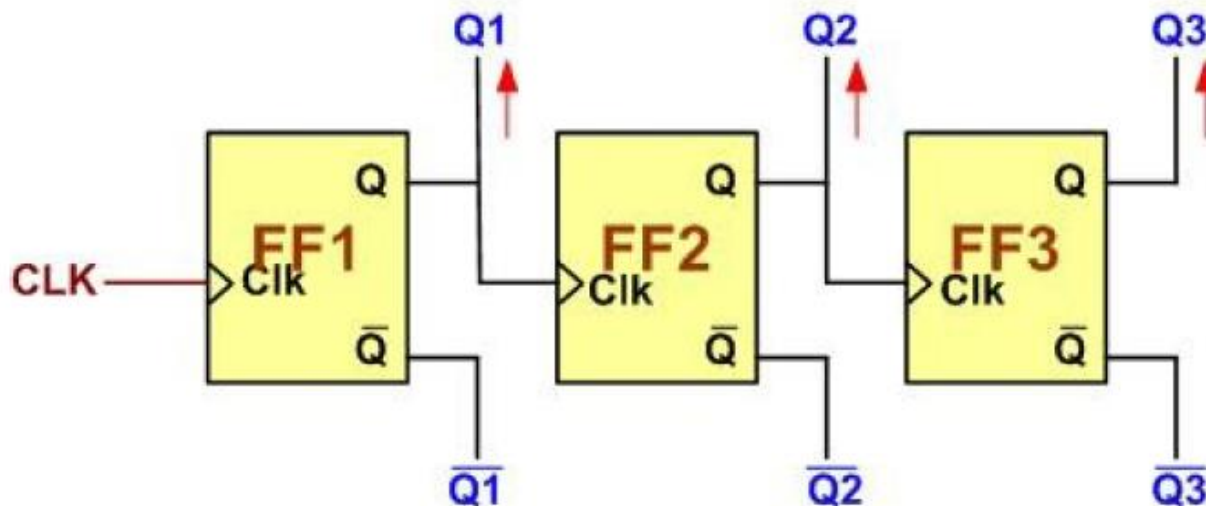 Q1 Q2 Q3
Q Q Q
FF1 FF2 FF3
CLK Clk Clk Clk
Q̅ Q̅ Q̅
Q̅1̅ Q̅2̅ Q̅3̅